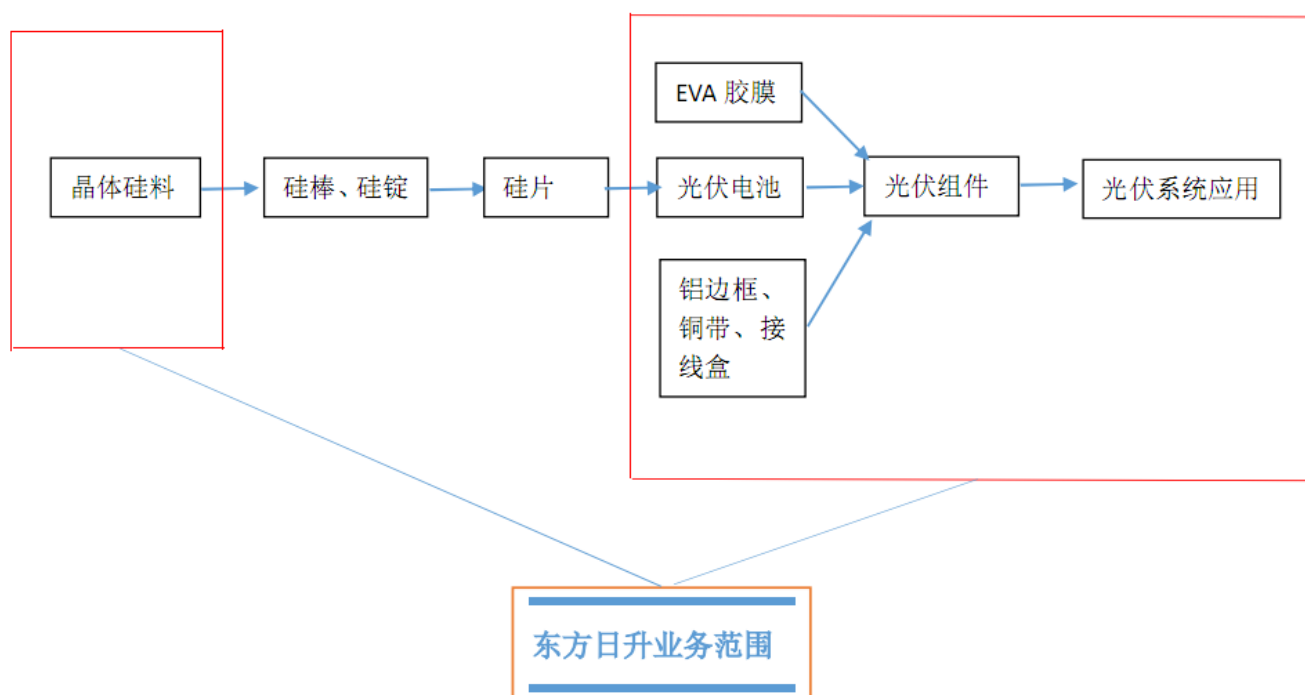 EVA 胶膜
晶体硅料
硅棒、硅锭
硅片
光伏电池
光伏组件
光伏系统应用
铝边框、
铜带、接
线盒
东方日升业务范围